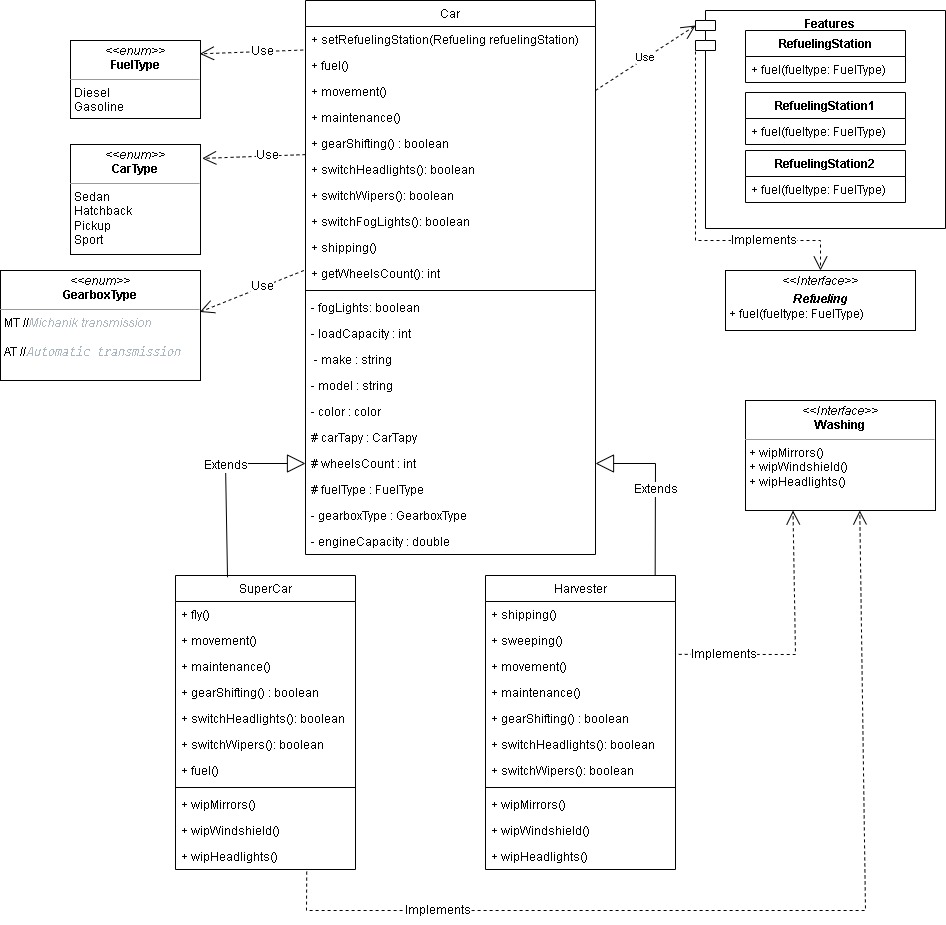 Car
+ setRefuelingStation(Refueling refuelingStation)
+ fuel()
+ movement()
+ maintenance()
+ gearShifting() : boolean
+ switchHeadlights(): boolean
+ switchWipers(): boolean
+ switchFogLights(): boolean
+ shipping()
+ getWheelsCount(): int
- fogLights: boolean
- loadCapacity : int
- make : string
- model : string
- color : color
# carTapy : CarTapy
# wheelsCount : int
# fuelType : FuelType
- gearboxType : GearboxType
- engineCapacity : double
<<enum>>
FuelType
Diesel
Gasoline
Use
<<enum>>
CarType
Sedan
Hatchback
Pickup
Sport
Use
<<enum>>
GearboxType
MT //Michanik transmission
AT //Automatic transmission
Use
Use
Features
RefuelingStation
+ fuel(fueltype: FuelType)
RefuelingStation1
+ fuel(fueltype: FuelType)
RefuelingStation2
+ fuel(fueltype: FuelType)
Implements
<<Interface>>
Refueling
+ fuel(fueltype: FuelType)
<<Interface>>
Washing
+ wipMirrors()
+ wipWindshield()
+ wipHeadlights()
Extends
Extends
SuperCar
+ fly()
+ movement()
+ maintenance()
+ gearShifting() : boolean
+ switchHeadlights(): boolean
+ switchWipers(): boolean
+ fuel()
+ wipMirrors()
+ wipWindshield()
+ wipHeadlights()
Harvester
+ shipping()
+ sweeping()
+ movement()
+ maintenance()
+ gearShifting() : boolean
+ switchHeadlights(): boolean
+ switchWipers(): boolean
+ wipMirrors()
+ wipWindshield()
+ wipHeadlights()
Implements
Implements